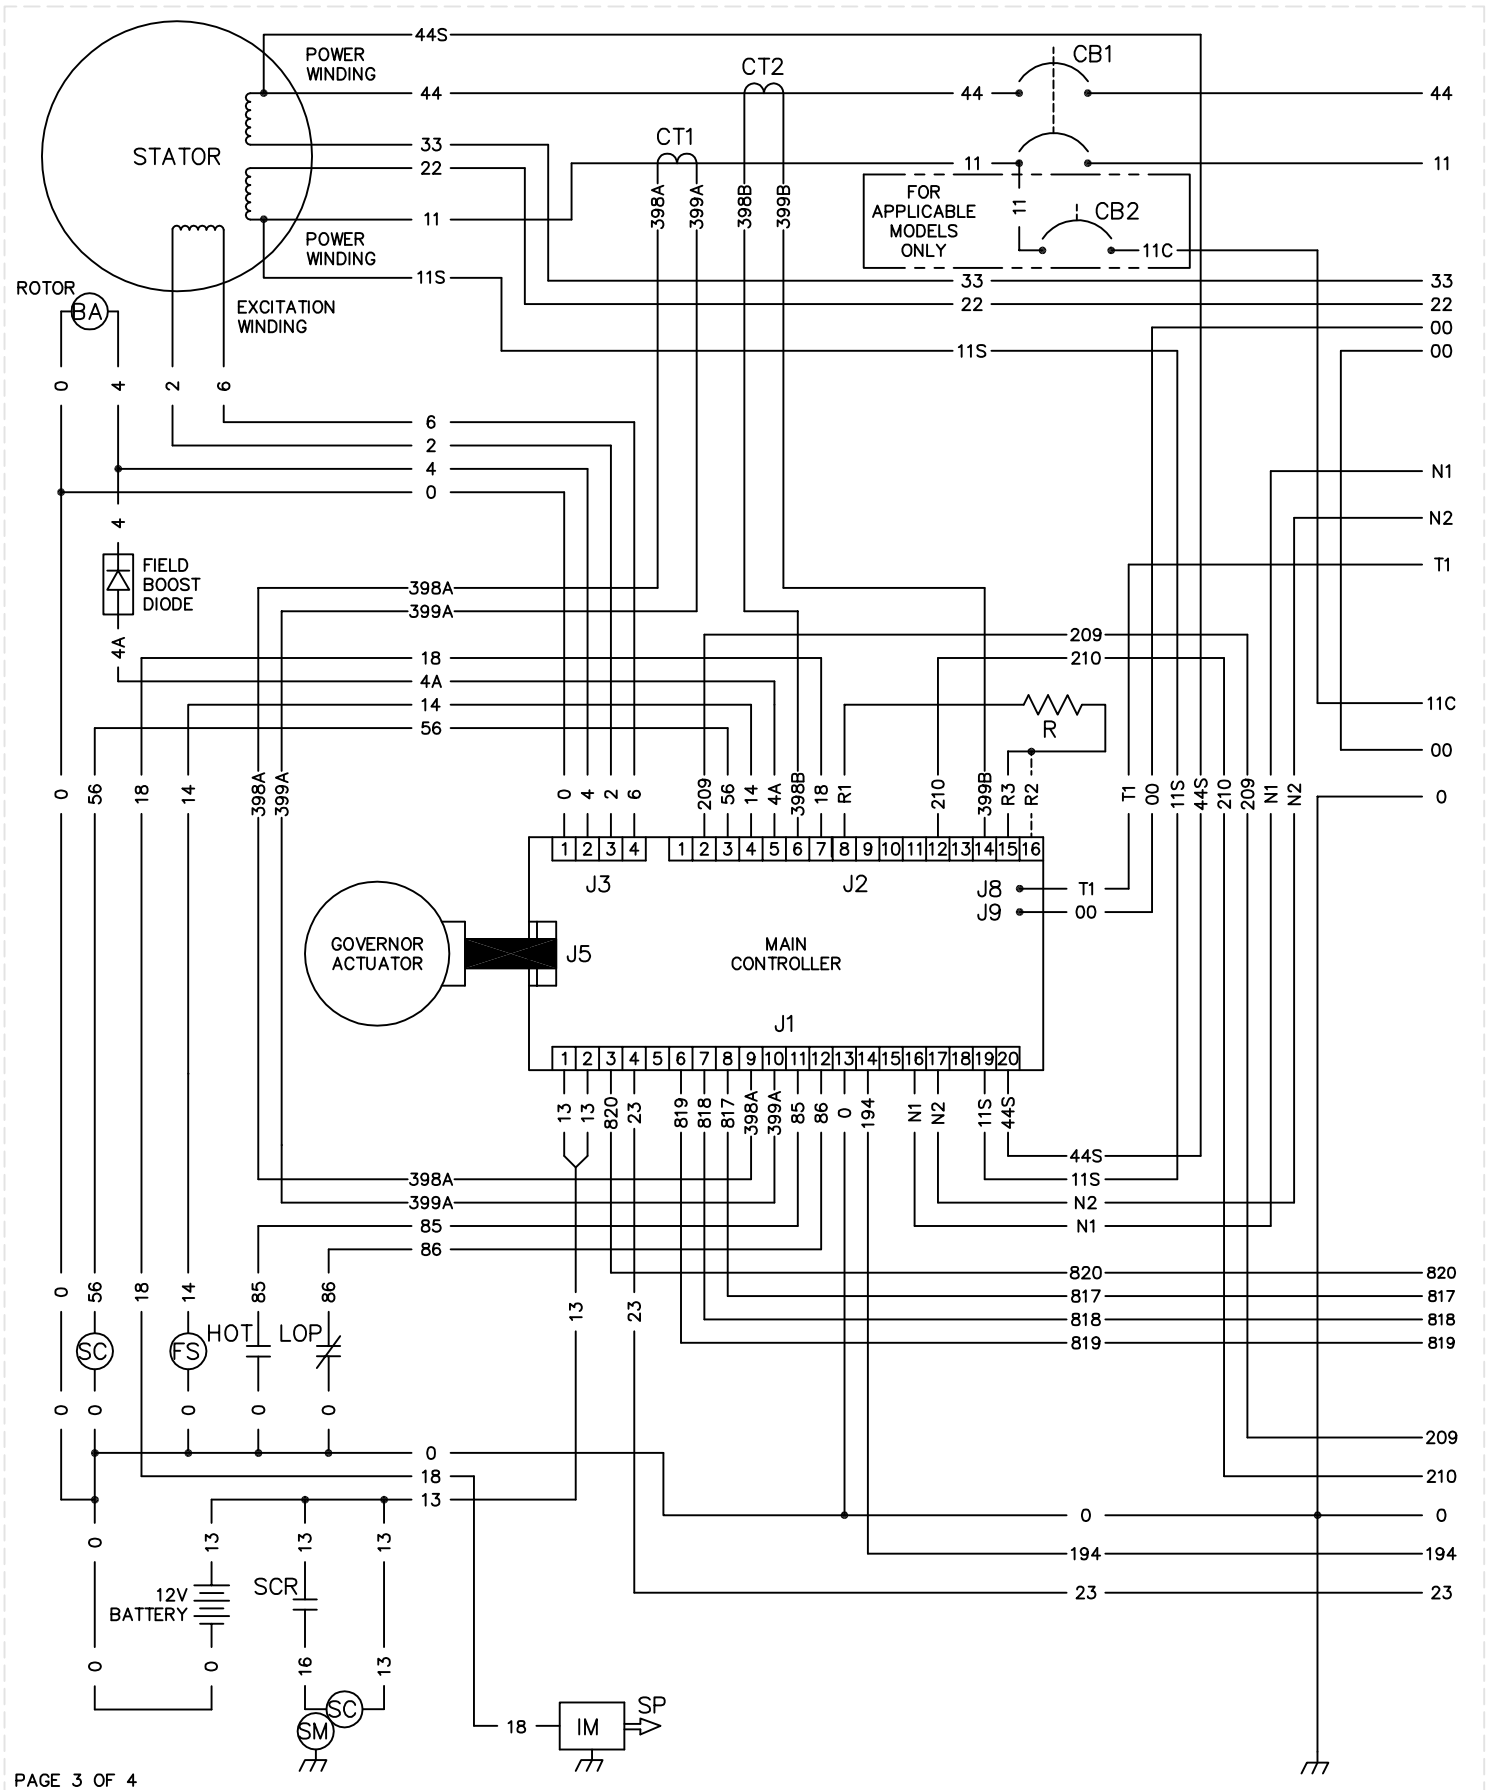 44S
POWER
WINDING
CT2
CB1
44
44
44
33
CT1
STATOR
22
11
11
398A
399A
398B
399B
FOR
APPLICABLE
MODELS
ONLY
11
CB2
11C
11
POWER
WINDING
11S
33
33
ROTOR
BA
EXCITATION
WINDING
22
22
00
11S
00
0
4
2
6
6
2
4
0
N1
N2
4
FIELD
BOOST
DIODE
T1
398A
399A
4A
209
18
210
4A
14
56
R
11C
00
0
56
18
14
398A
399A
0
4
2
6
209
56
14
4A
398B
18
R1
210
399B
R3
R2
T1
00
11S
44S
210
209
N1
N2
0
1 2 3 4
1 2 3 4 5 6 7 8 9 10 11 12 13 14 15 16
J3
J2
J8
T1
J9
00
GOVERNOR
ACTUATOR
J5
MAIN
CONTROLLER
J1
1 2 3 4 5 6 7 8 9 10 11 12 13 14 15 16 17 18 19 20
13
13
820
23
819
818
817
398A
399A
85
86
0
194
N1
N2
11S
44S
44S
398A
11S
399A
N2
85
N1
86
820
820
0
56
18
14
85
86
13
23
817
817
818
818
HOT
LOP
SC
FS
819
819
0
0
0
0
0
209
0
18
210
13
0
0
0
13
13
13
194
194
12V
BATTERY
SCR
23
23
0
0
16
13
SC
SM
18
IM
SP
PAGE 3 OF 4